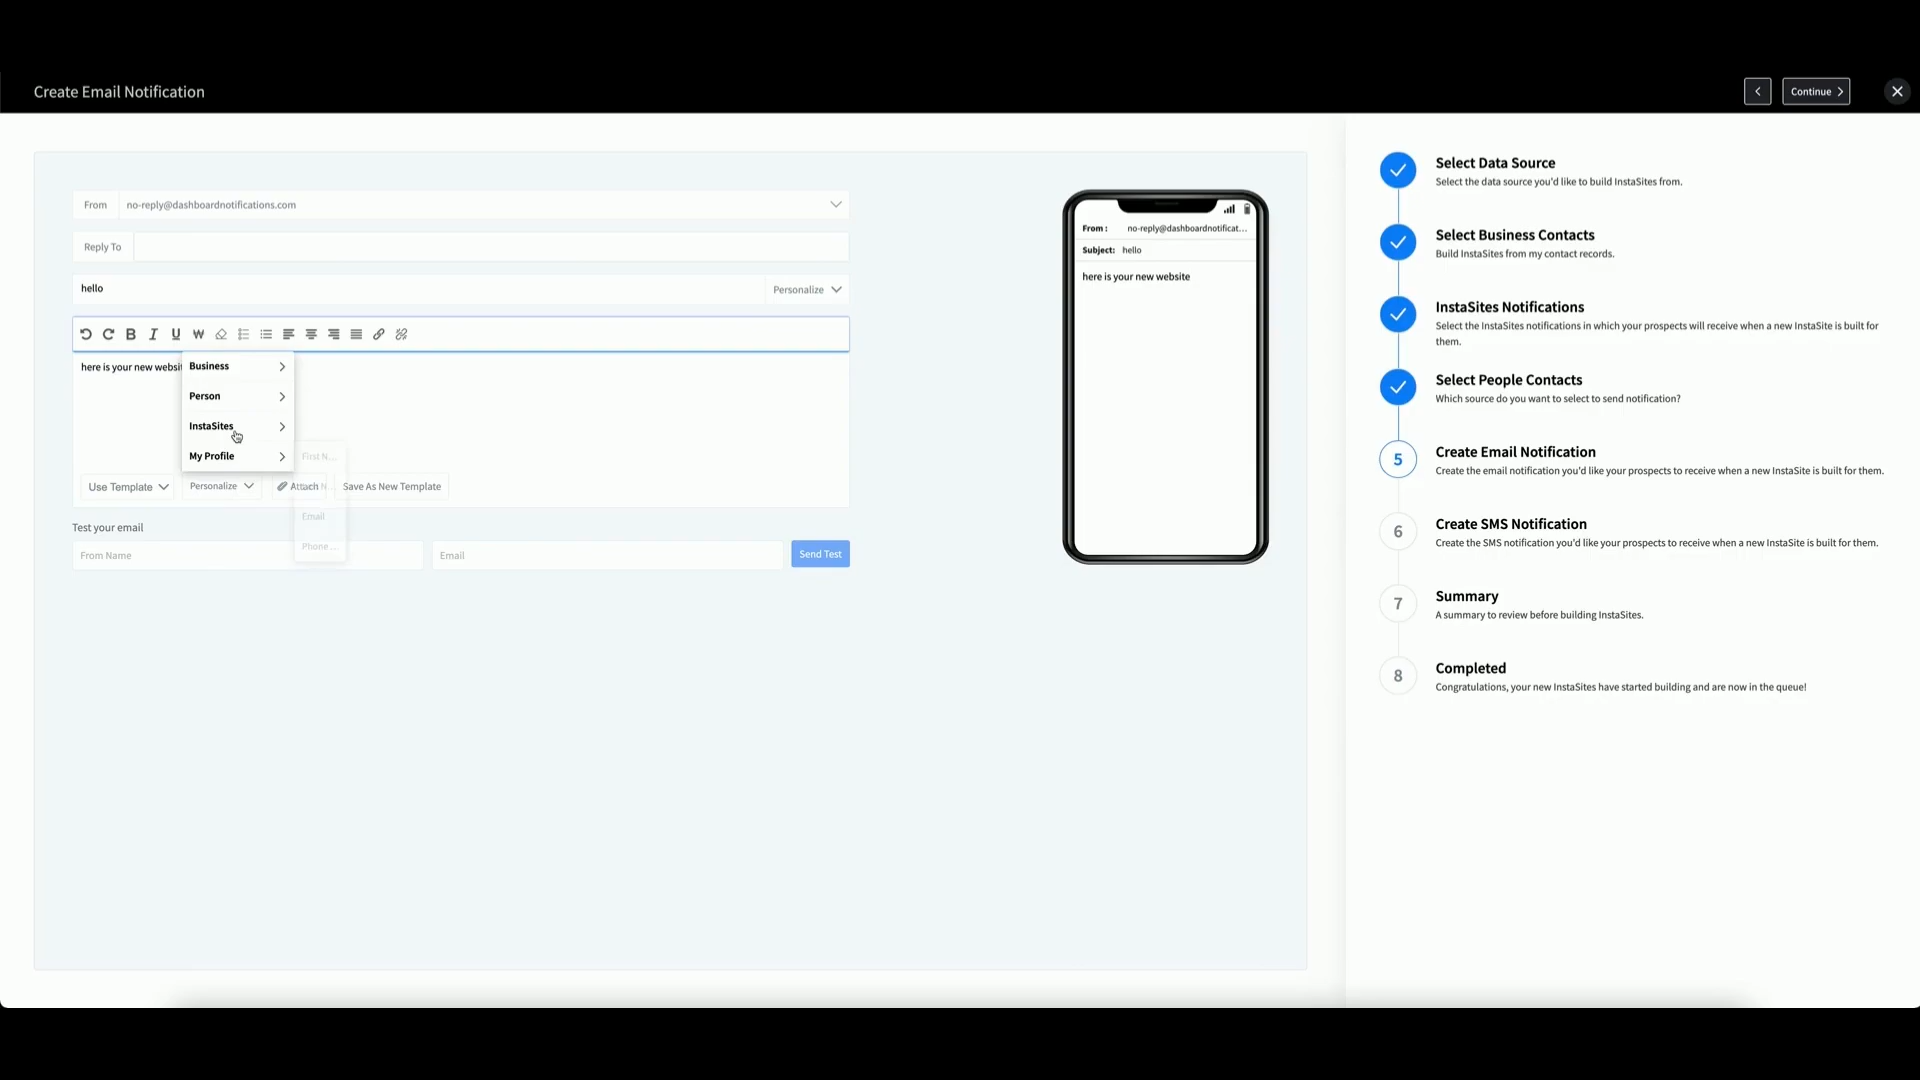 Create Email Notification
Continue
From no-reply@dashboardnotifications.com
Reply To
hello
Personalize
here is your new websi
Business
Person
InstaSites
My Profile
First N...
Use Template
Personalize
Attach
Save As New Template
Email
Phone...
Test your email
From Name
Email
Send Test
From : no-reply@dashboardnotificat...
Subject: hello
here is your new website
Select Data Source
Select the data source you'd like to build InstaSites from.
Select Business Contacts
Build InstaSites from my contact records.
InstaSites Notifications
Select the InstaSites notifications in which your prospects will receive when a new InstaSite is built for
them.
Select People Contacts
Which source do you want to select to send notification?
5
Create Email Notification
Create the email notification you'd like your prospects to receive when a new InstaSite is built for them.
6
Create SMS Notification
Create the SMS notification you'd like your prospects to receive when a new InstaSite is built for them.
7
Summary
A summary to review before building InstaSites.
8
Completed
Congratulations, your new InstaSites have started building and are now in the queue!